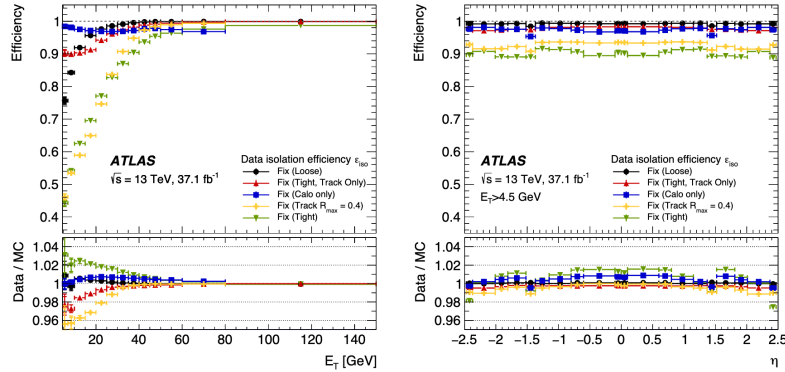 Efficiency
1
0.9
0.8
0.7
0.6
0.5
0.4
ATLAS
√s = 13 TeV, 37.1 fb⁻¹
Data isolation efficiency ε_iso
Fix (Loose)
Fix (Tight, Track Only)
Fix (Calo only)
Fix (Track R_max = 0.4)
Fix (Tight)
Data / MC
1.04
1.02
1.00
0.98
0.96
20 40 60 80 100 120 140
E_T [GeV]
Efficiency
1
0.9
0.8
0.7
0.6
0.5
0.4
ATLAS
√s = 13 TeV, 37.1 fb⁻¹
E_T>4.5 GeV
Data isolation efficiency ε_iso
Fix (Loose)
Fix (Tight, Track Only)
Fix (Calo only)
Fix (Track R_max = 0.4)
Fix (Tight)
Data / MC
1.04
1.02
1.00
0.98
0.96
−2.5 −2 −1.5 −1 −0.5 0 0.5 1 1.5 2 2.5
η